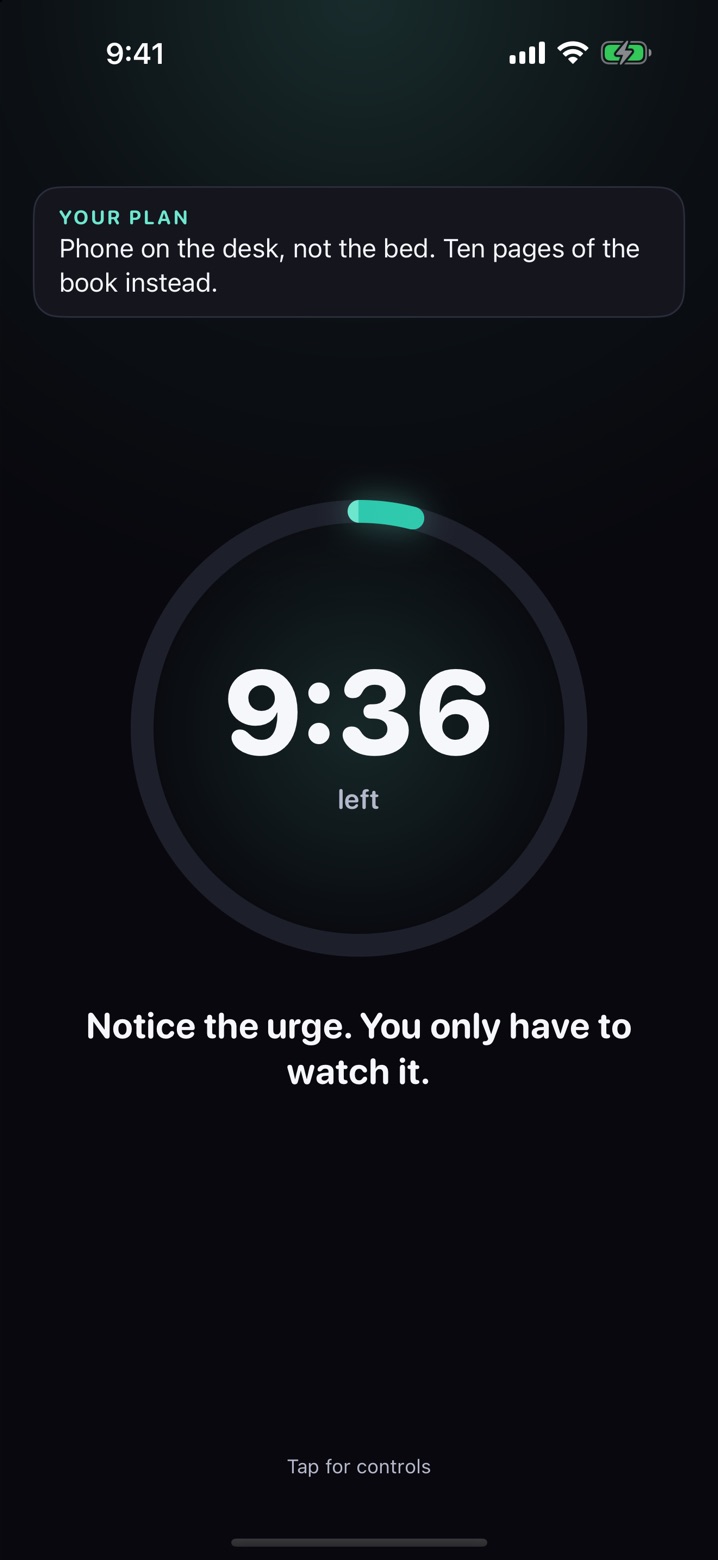 9:41
YOUR PLAN
Phone on the desk, not the bed. Ten pages of the
book instead.
9:36
left
Notice the urge. You only have to
watch it.
Tap for controls